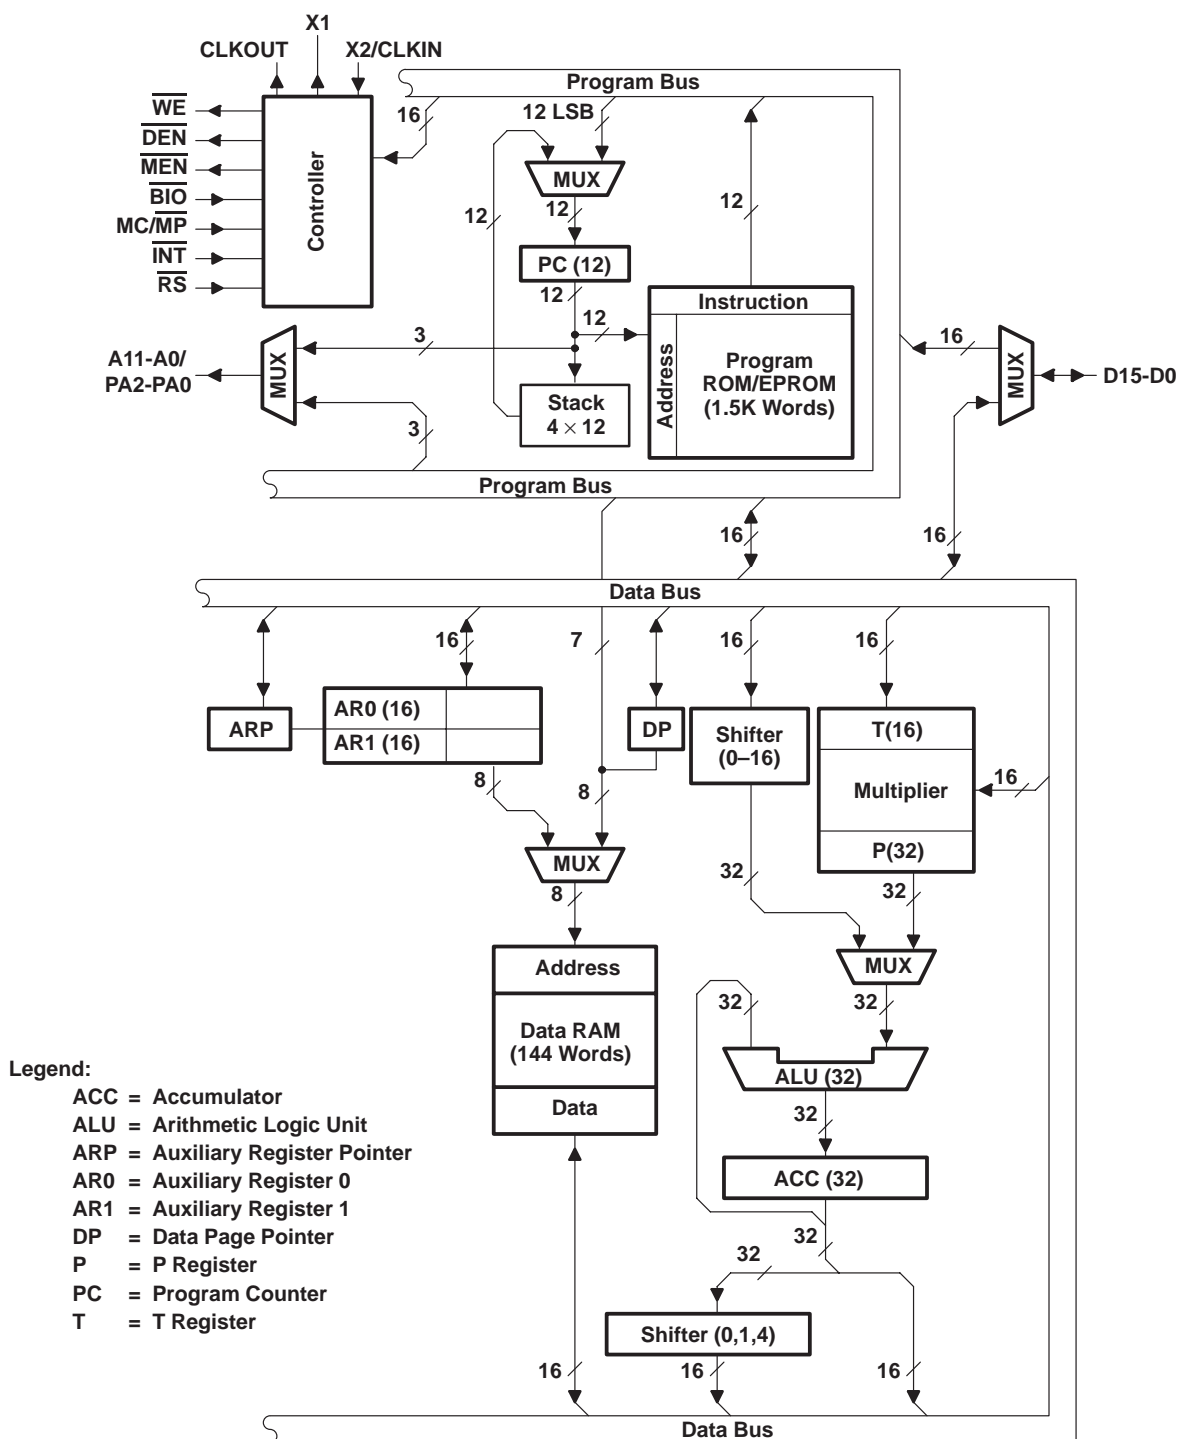 X1
CLKOUT
X2/CLKIN
Program Bus
WE
DEN
MEN
BIO
MC/MP
INT
RS
Controller
16
12 LSB
MUX
12
12
12
PC (12)
12
12
Instruction
Address
Program
ROM/EPROM
(1.5K Words)
3
A11-A0/
PA2-PA0
MUX
3
Stack
4 × 12
16
MUX
D15-D0
Program Bus
16
16
Data Bus
16
7
16
16
ARP
AR0 (16)
AR1 (16)
DP
Shifter
(0–16)
T(16)
Multiplier
P(32)
16
8
8
MUX
8
32
32
MUX
Address
Data RAM
(144 Words)
Data
32
32
ALU (32)
32
ACC (32)
32
32
Shifter (0,1,4)
16
16
16
Data Bus
Legend:
ACC = Accumulator
ALU = Arithmetic Logic Unit
ARP = Auxiliary Register Pointer
AR0 = Auxiliary Register 0
AR1 = Auxiliary Register 1
DP = Data Page Pointer
P = P Register
PC = Program Counter
T = T Register